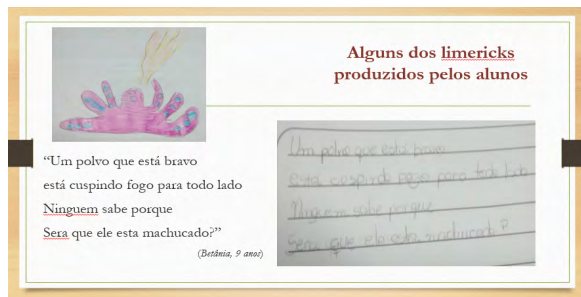 Alguns dos limericks
produzidos pelos alunos
“Um polvo que está bravo
está cuspindo fogo para todo lado
Ninguem sabe porque
Sera que ele esta machucado?”
(Betânia, 9 anos)
Um polvo que está bravo
está cuspindo fogo para todo lado
Ninguem sabe porque
Sera que ele esta machucado?